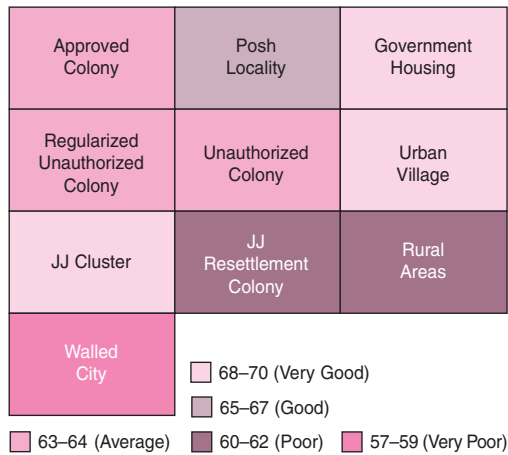 Approved
Colony
Posh
Locality
Government
Housing
Regularized
Unauthorized
Colony
Unauthorized
Colony
Urban
Village
JJ Cluster
JJ
Resettlement
Colony
Rural
Areas
Walled
City
68–70 (Very Good)
65–67 (Good)
63–64 (Average)
60–62 (Poor)
57–59 (Very Poor)